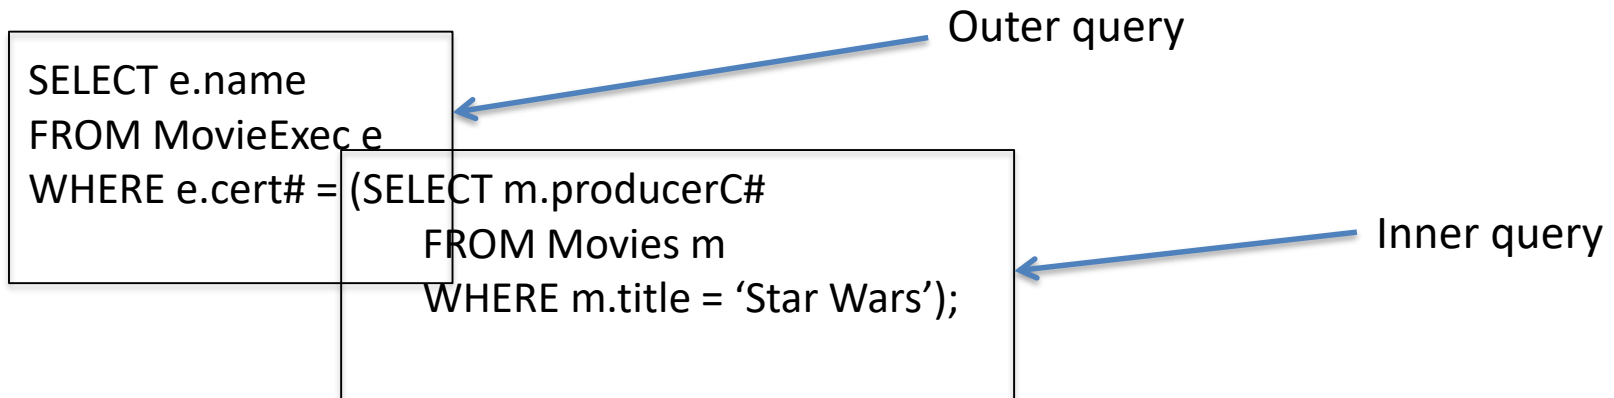 Outer query
SELECT e.name
FROM MovieExec e
WHERE e.cert# = (SELECT m.producerC#
FROM Movies m
WHERE m.title = ‘Star Wars’);
Inner query